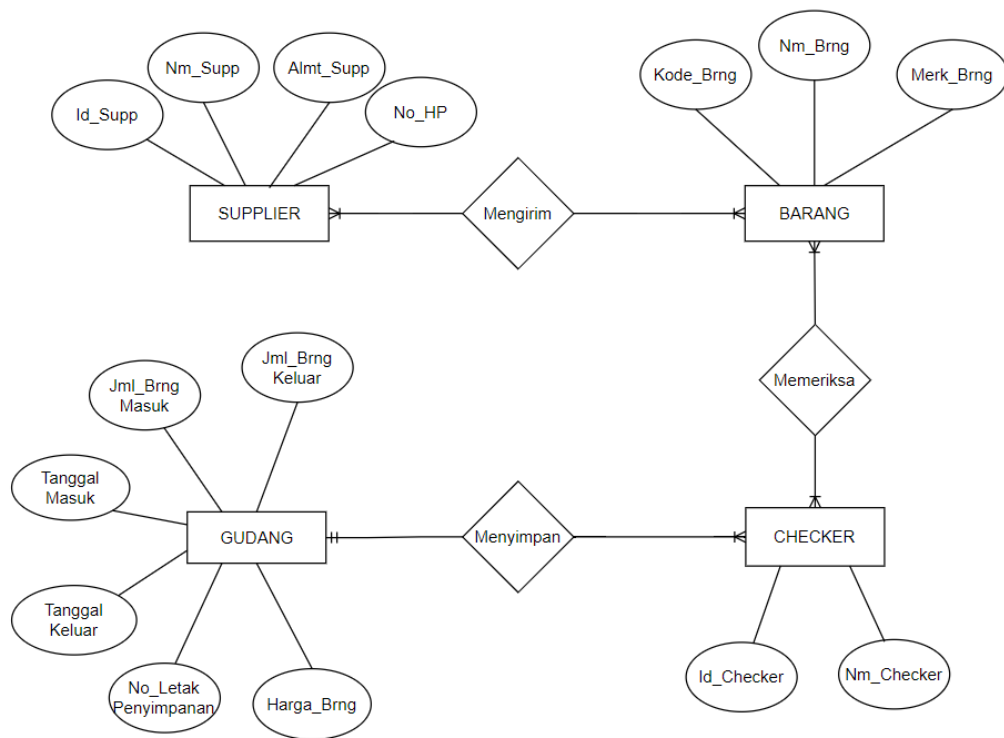 Nm_Supp
Almt_Supp
Id_Supp
No_HP
Kode_Brng
Nm_Brng
Merk_Brng
SUPPLIER
Mengirim
BARANG
Jml_Brng
Masuk
Jml_Brng
Keluar
Memeriksa
Tanggal
Masuk
GUDANG
Menyimpan
CHECKER
Tanggal
Keluar
No_Letak
Penyimpanan
Harga_Brng
Id_Checker
Nm_Checker